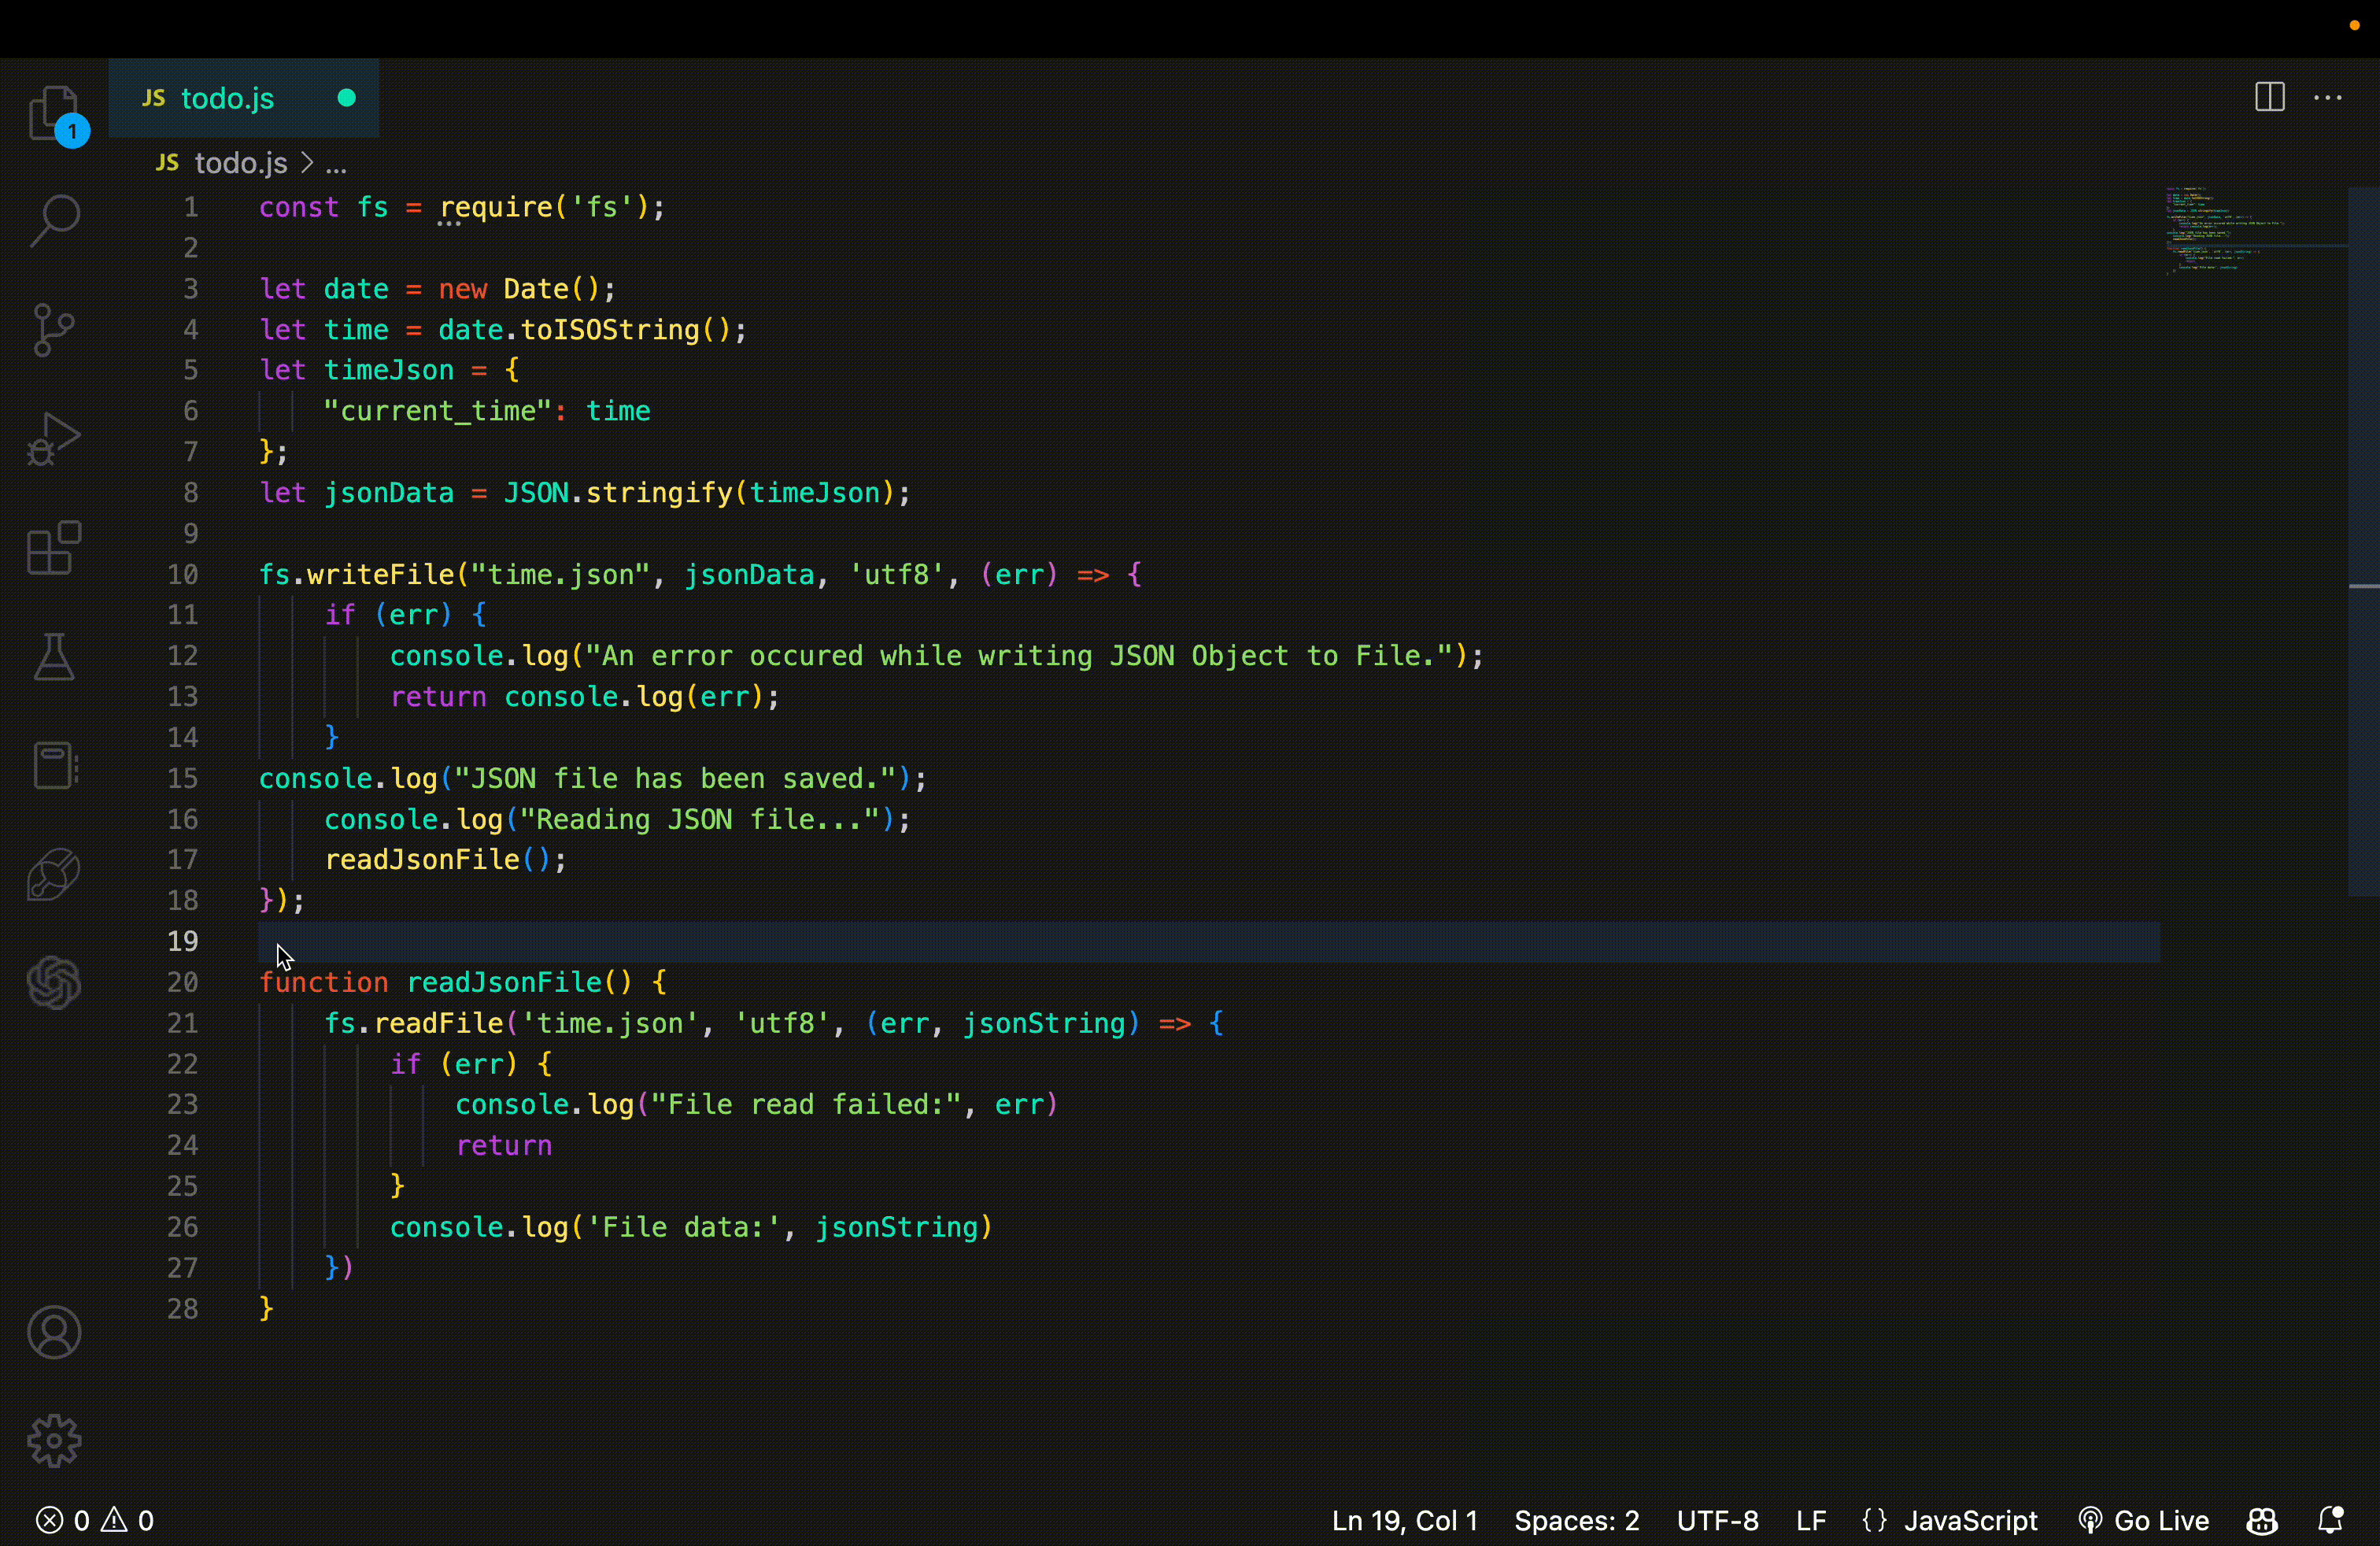 JS todo.js
1
JS todo.js > ...
1 const fs = require('fs');
2
3 let date = new Date();
4 let time = date.toISOString();
5 let timeJson = {
6     "current_time": time
7 };
8 let jsonData = JSON.stringify(timeJson);
9
10 fs.writeFile("time.json", jsonData, 'utf8', (err) => {
11     if (err) {
12         console.log("An error occured while writing JSON Object to File.");
13         return console.log(err);
14     }
15 console.log("JSON file has been saved.");
16     console.log("Reading JSON file...");
17     readJsonFile();
18 });
19
20 function readJsonFile() {
21     fs.readFile('time.json', 'utf8', (err, jsonString) => {
22         if (err) {
23             console.log("File read failed:", err)
24             return
25         }
26         console.log('File data:', jsonString)
27     })
28 }
0 0 Ln 19, Col 1 Spaces: 2 UTF-8 LF {} JavaScript Go Live